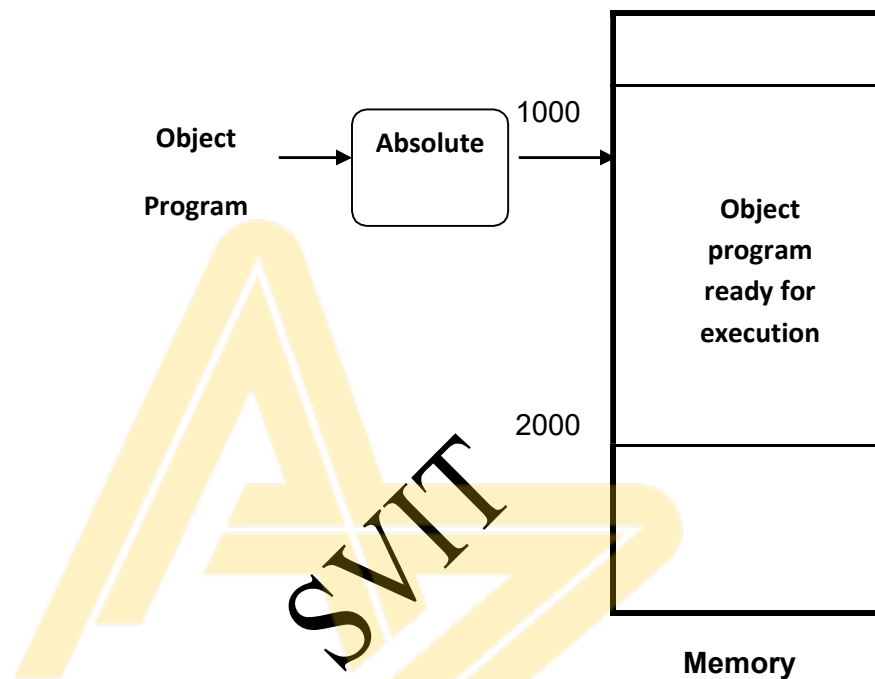 Object
Program
Absolute
1000
Object
program
ready for
execution
2000
SVIT
Memory